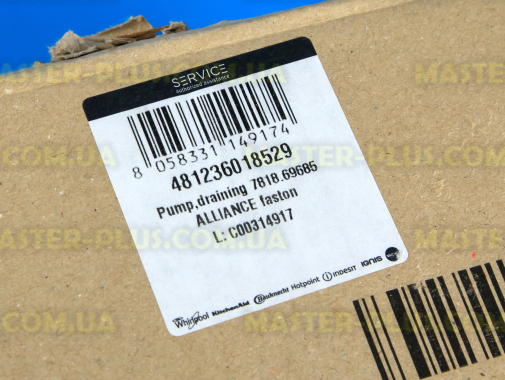 SERVICE
authorized assistance
8 058331 149174
481236018529
Pump,draining 7818.69685
ALLIANCE faston
L: C00314917
Whirlpool KitchenAid Bauknecht Hotpoint indesit IGNIS
MASTER-PLUS.COM.UA